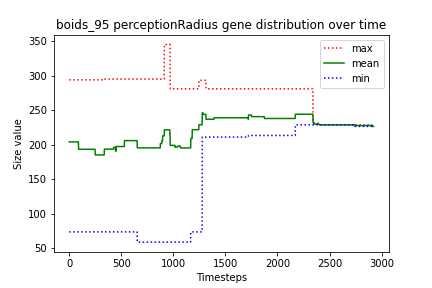 boids_95 perceptionRadius gene distribution over time
350
300
250
200
150
100
50
Size value
max
mean
min
0 500 1000 1500 2000 2500 3000
Timesteps